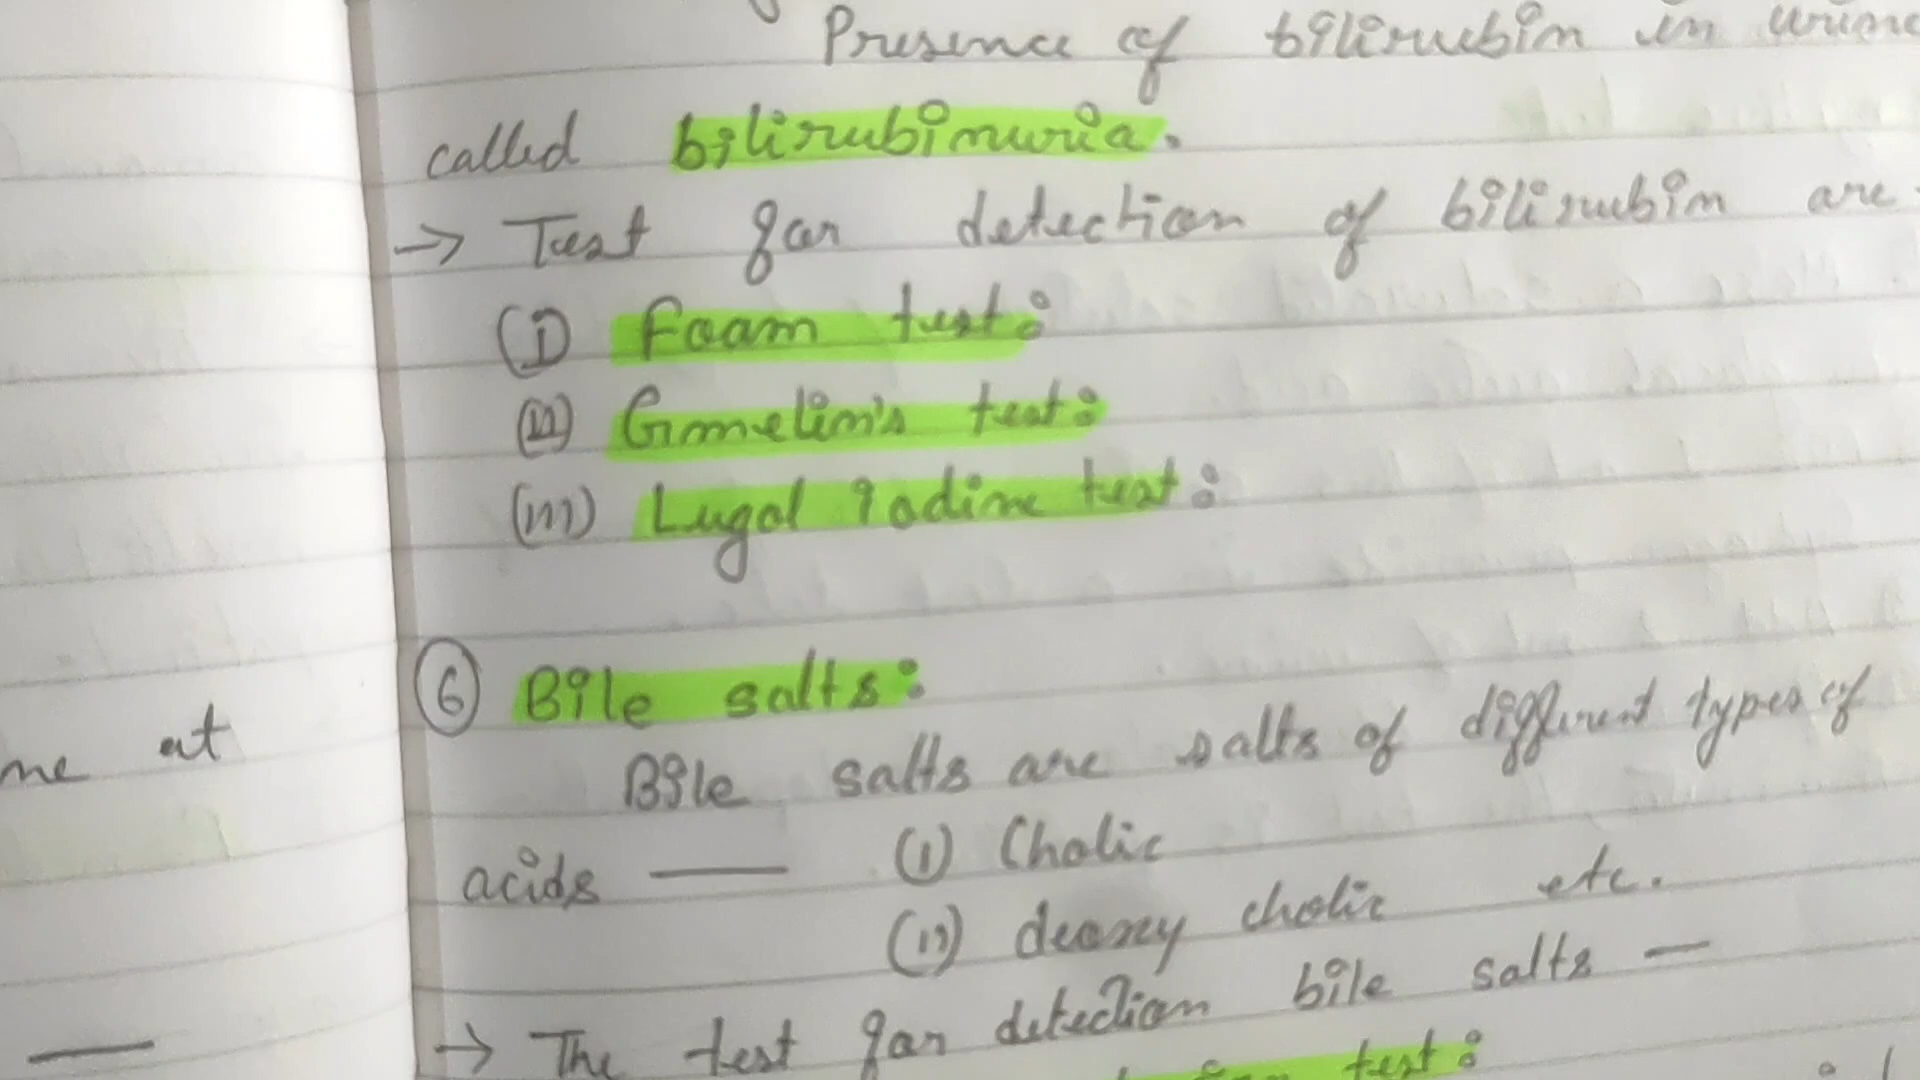 Presence of bilirubin in urine
called bilirubinuria.
→ Test for detection of bilirubin are
(I) Foam test:
(II) Gmelin's test:
(III) Lugol iodine test:
⑥ Bile salts:
Bile salts are salts of different types of
acids — (I) Cholic
(II) deoxy cholic etc.
→ The test for detection bile salts —
test:
me at